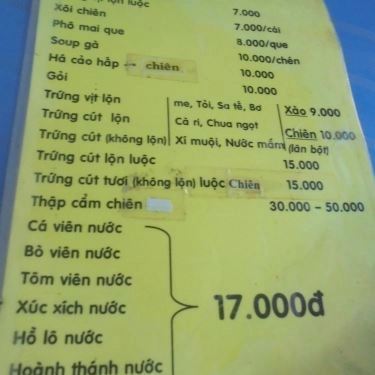 lộn luộc
Xôi chiên 7.000
Phô mai que 7.000/cái
Soup gà 8.000/que
Há cảo hấp - chiên 10.000/chén
Gỏi 10.000
10.000
Trứng vịt lộn me, Tỏi, Sa tế, Bơ Xào 9.000
Trứng cút lộn Cà ri, Chua ngọt Chiên 10.000
Trứng cút (không lộn) Xí muội, Nước mắm (lăn bột)
Trứng cút lộn luộc 15.000
Trứng cút tươi (không lộn) luộc Chiên 15.000
Thập cẩm chiên 30.000 – 50.000
Cá viên nước
Bò viên nước
Tôm viên nước
Xúc xích nước 17.000đ
Hồ lô nước
Hoành thánh nước